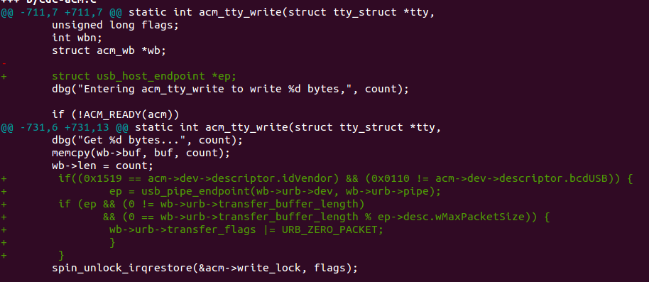 @@ -711,7 +711,7 @@ static int acm_tty_write(struct tty_struct *tty,
        unsigned long flags;
        int wbn;
        struct acm_wb *wb;
-
+       struct usb_host_endpoint *ep;
        dbg("Entering acm_tty_write to write %d bytes,", count);

        if (!ACM_READY(acm))
@@ -731,6 +731,13 @@ static int acm_tty_write(struct tty_struct *tty,
        dbg("Get %d bytes...", count);
        memcpy(wb->buf, buf, count);
        wb->len = count;
+        if((0x1519 == acm->dev->descriptor.idVendor) && (0x0110 != acm->dev->descriptor.bcdUSB)) {
+               ep = usb_pipe_endpoint(wb->urb->dev, wb->urb->pipe);
+        if (ep && (0 != wb->urb->transfer_buffer_length)
+               && (0 == wb->urb->transfer_buffer_length % ep->desc.wMaxPacketSize)) {
+               wb->urb->transfer_flags |= URB_ZERO_PACKET;
+               }
+        }
        spin_unlock_irqrestore(&acm->write_lock, flags);